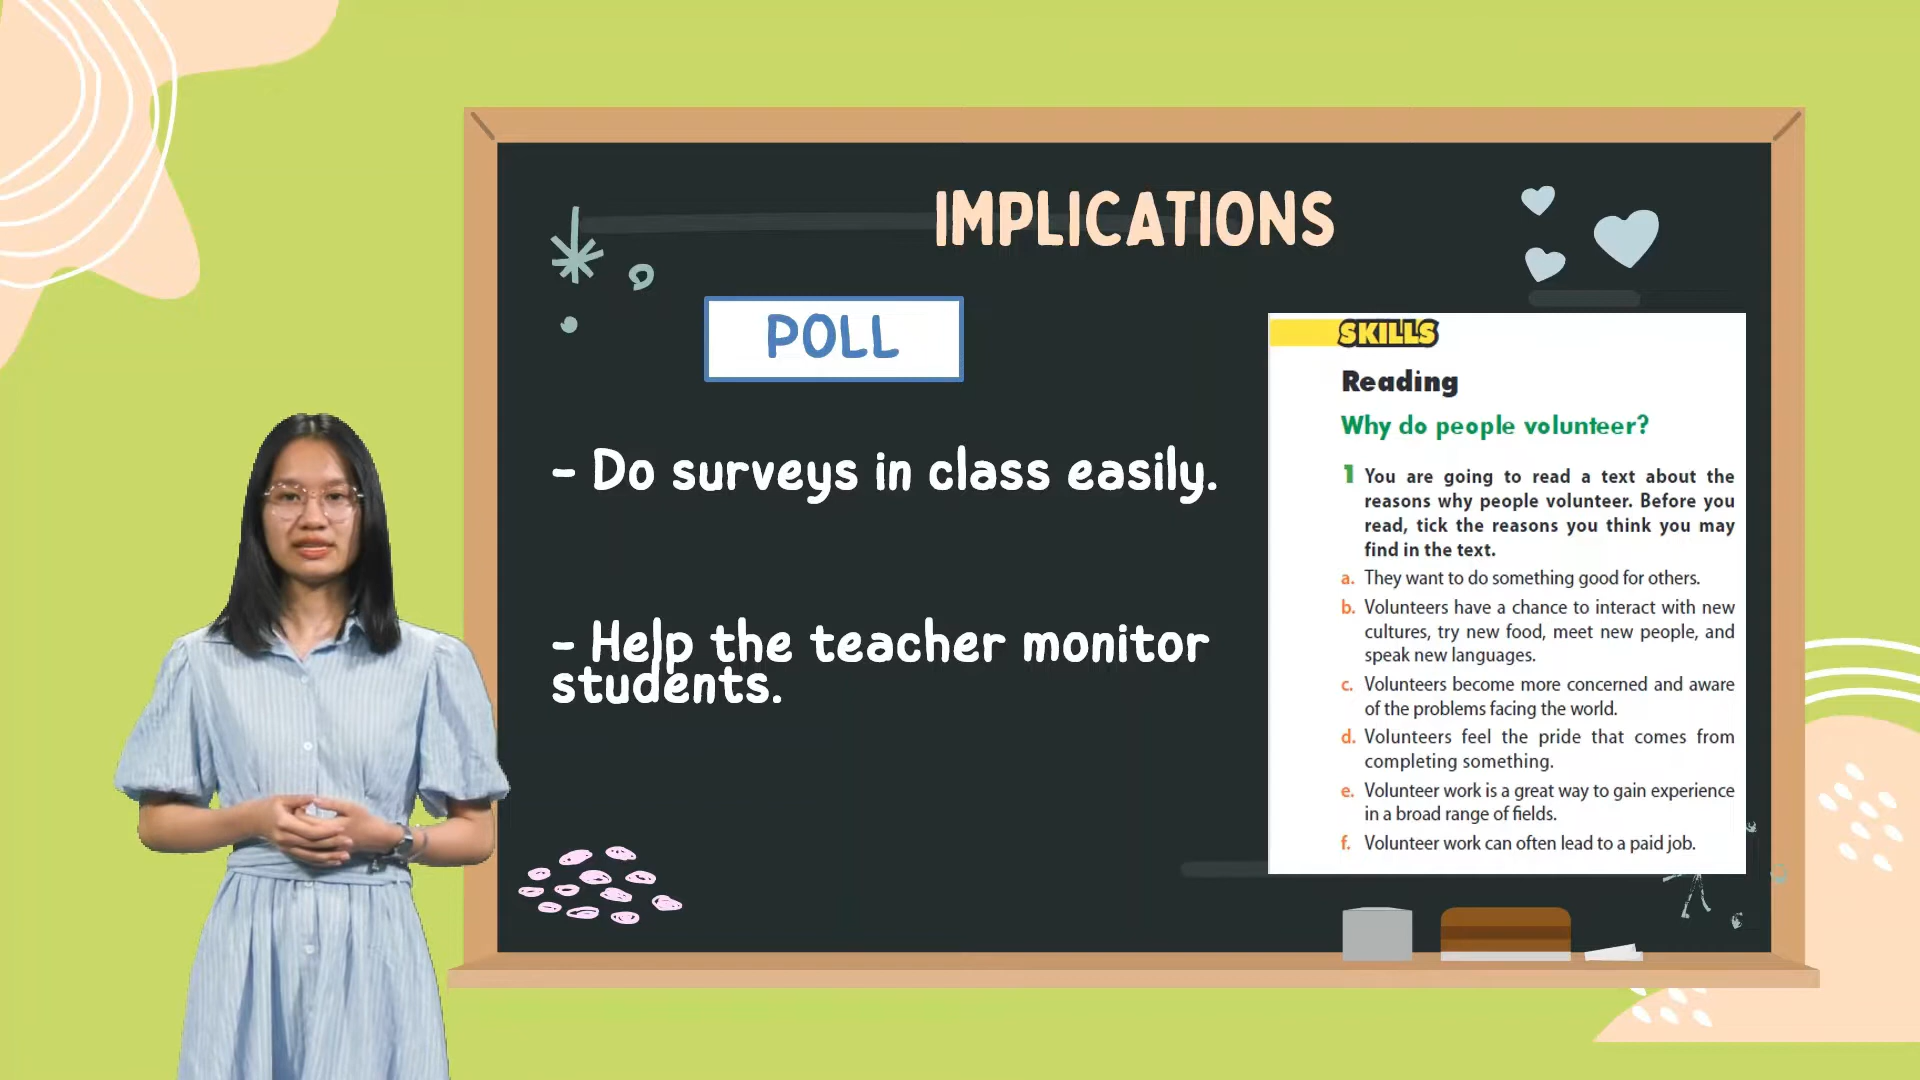 IMPLICATIONS
POLL
- Do surveys in class easily.
- Help the teacher monitor
students.
SKILLS
Reading
Why do people volunteer?
1 You are going to read a text about the
reasons why people volunteer. Before you
read, tick the reasons you think you may
find in the text.
a. They want to do something good for others.
b. Volunteers have a chance to interact with new
cultures, try new food, meet new people, and
speak new languages.
c. Volunteers become more concerned and aware
of the problems facing the world.
d. Volunteers feel the pride that comes from
completing something.
e. Volunteer work is a great way to gain experience
in a broad range of fields.
f. Volunteer work can often lead to a paid job.